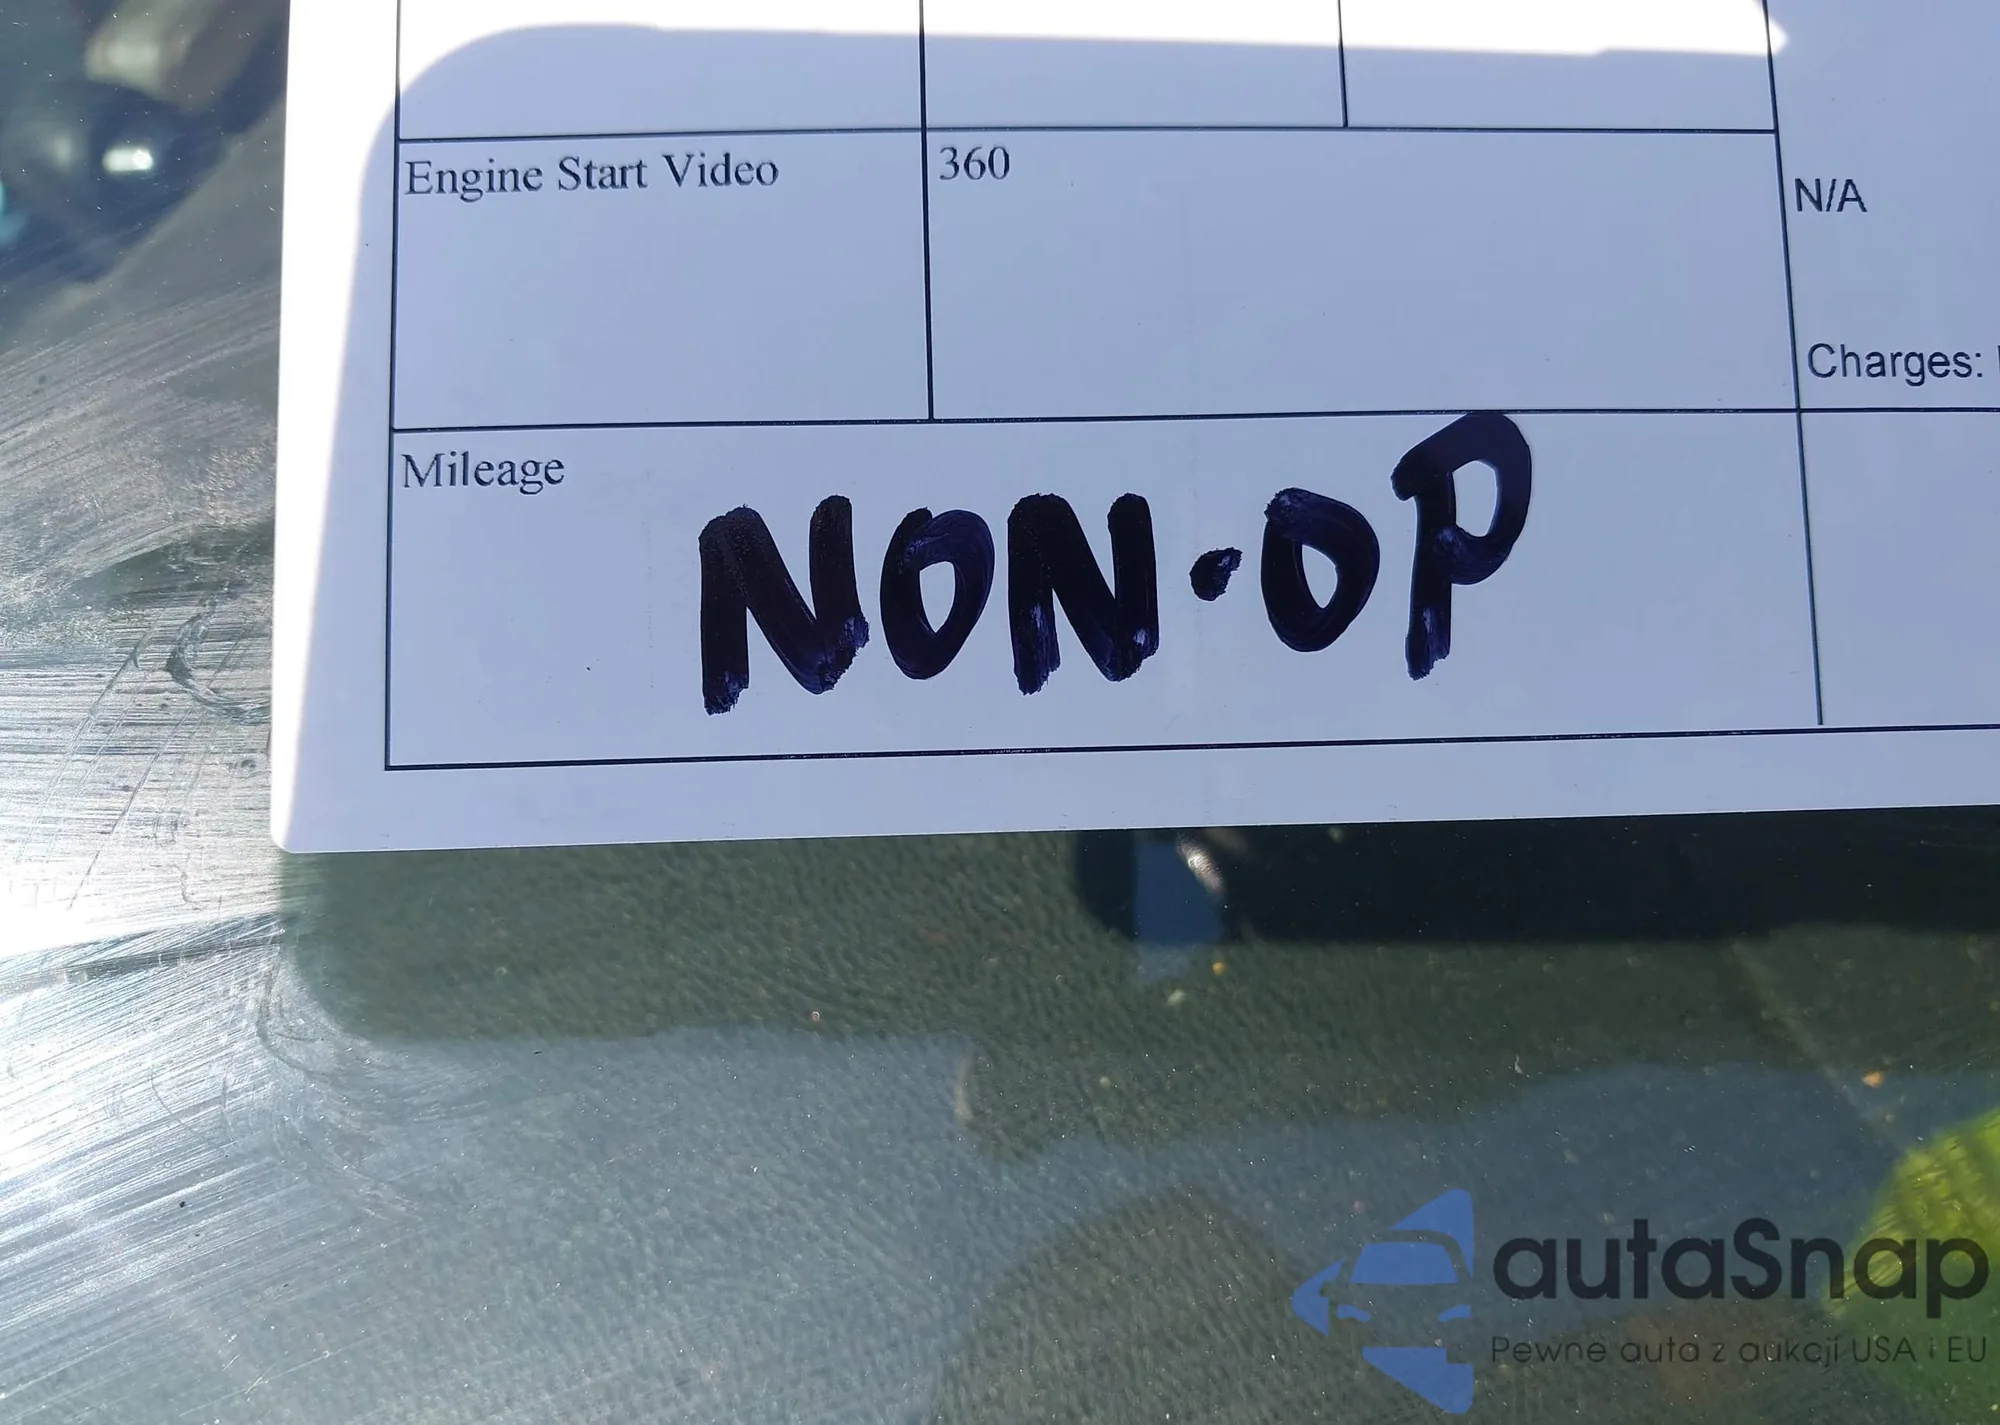 Engine Start Video
360
N/A
Charges:
Mileage
NON-OP
autaSnap
Pewne auta z aukcji USA i EU